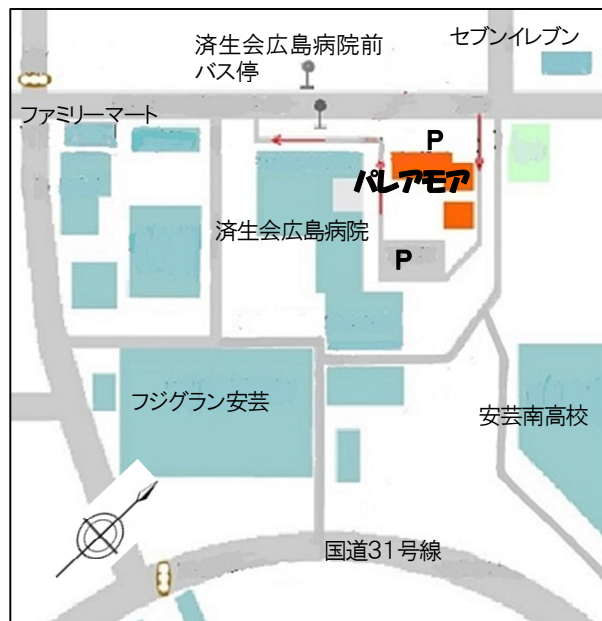 セブンイレブン
済生会広島病院前
バス停
ファミリーマート
P
パレアモア
済生会広島病院
P
フジグラン安芸
安芸南高校
国道31号線